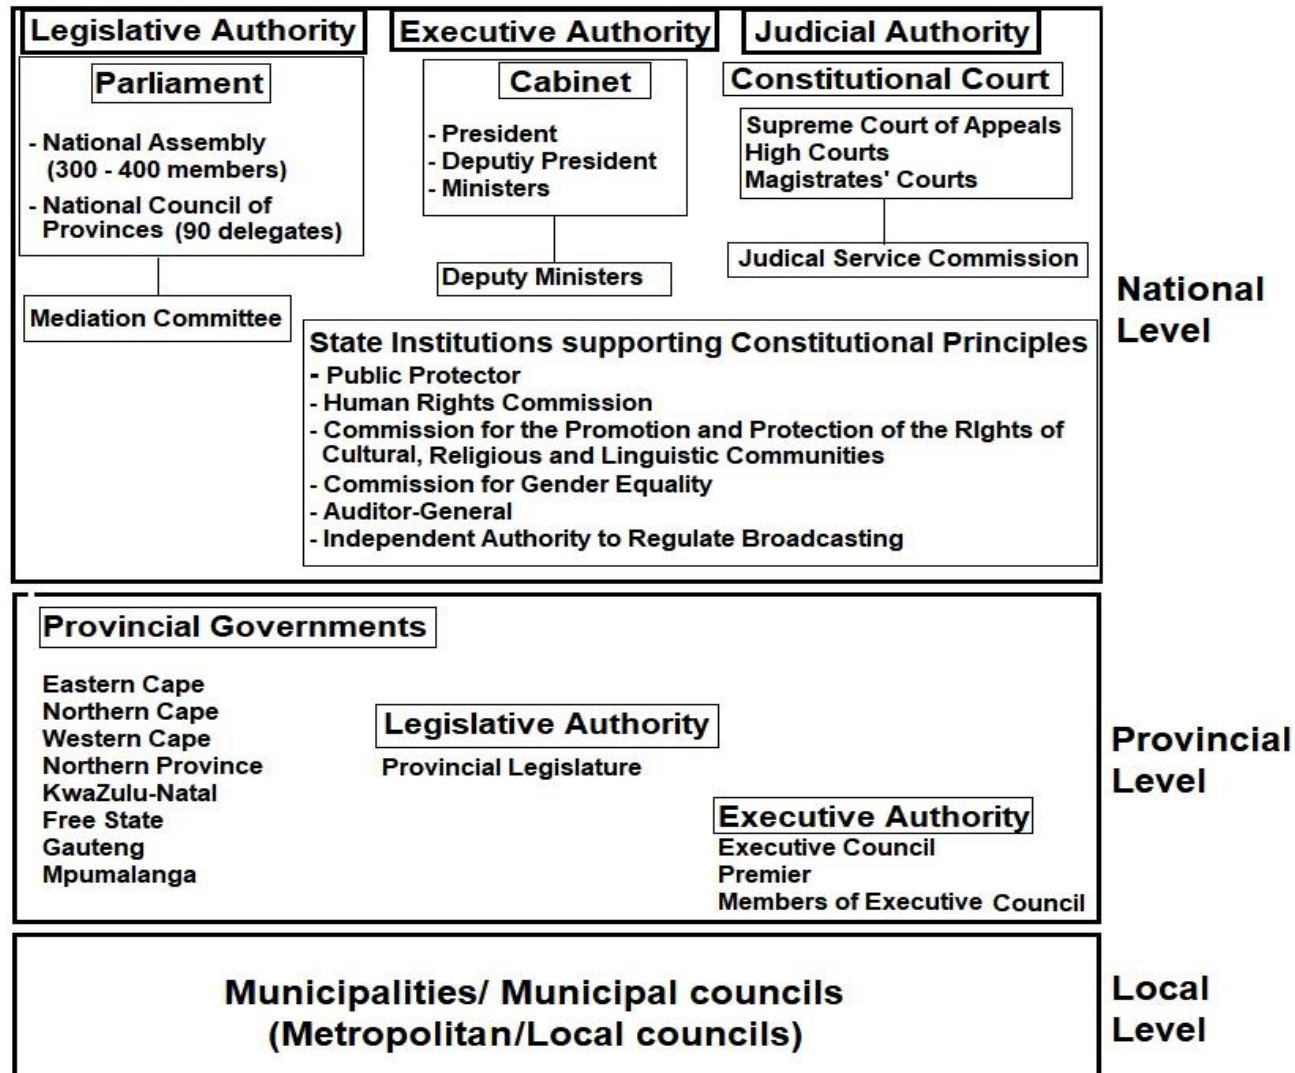 Legislative Authority
Parliament
- National Assembly
(300 - 400 members)
- National Council of
Provinces (90 delegates)
Mediation Committee
Executive Authority
Cabinet
- President
- Deputiy President
- Ministers
Deputy Ministers
Judicial Authority
Constitutional Court
Supreme Court of Appeals
High Courts
Magistrates' Courts
Judical Service Commission
State Institutions supporting Constitutional Principles
- Public Protector
- Human Rights Commission
- Commission for the Promotion and Protection of the RIghts of
Cultural, Religious and Linguistic Communities
- Commission for Gender Equality
- Auditor-General
- Independent Authority to Regulate Broadcasting
National
Level
Provincial Governments
Eastern Cape
Northern Cape
Western Cape
Northern Province
KwaZulu-Natal
Free State
Gauteng
Mpumalanga
Legislative Authority
Provincial Legislature
Executive Authority
Executive Council
Premier
Members of Executive Council
Provincial
Level
Municipalities/ Municipal councils
(Metropolitan/Local councils)
Local
Level